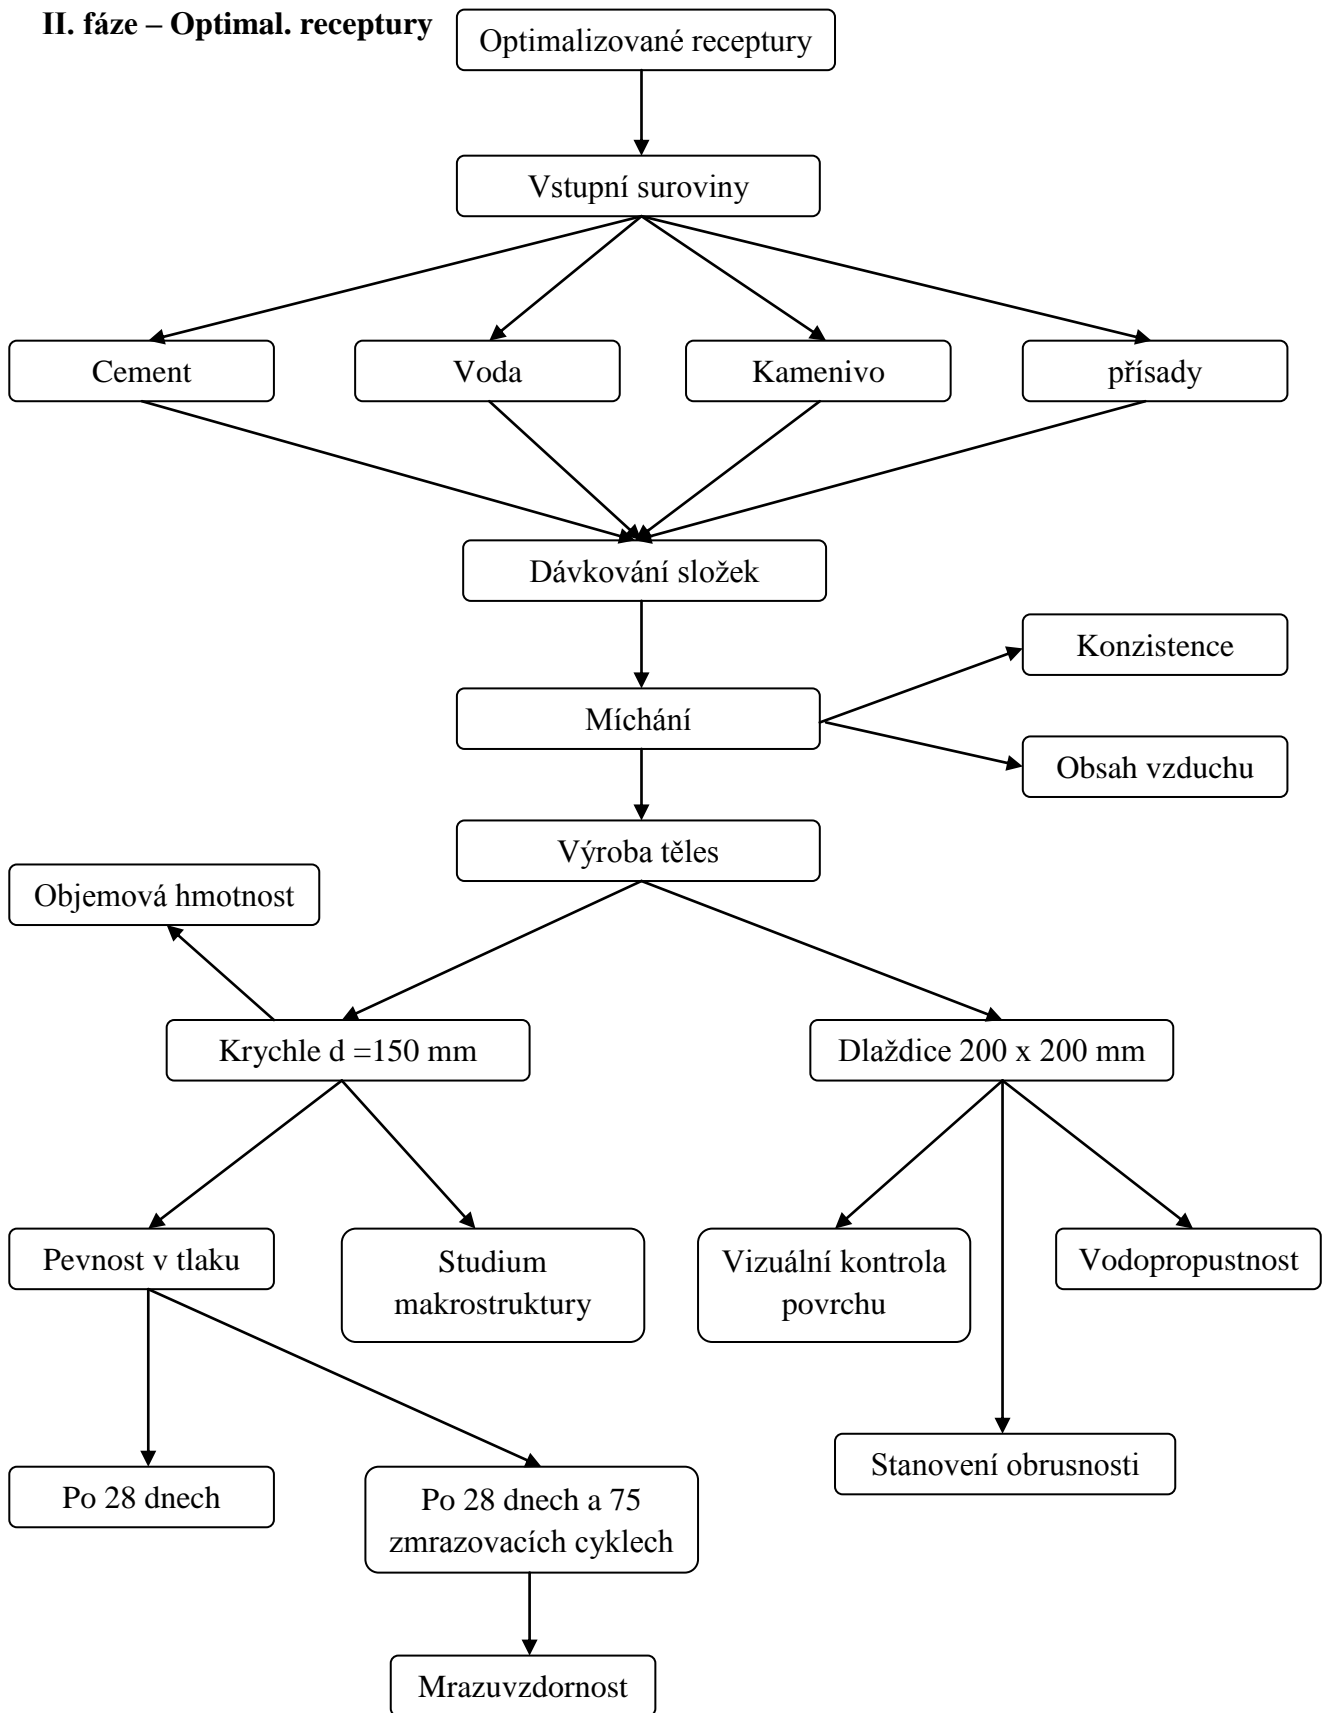 II. fáze – Optimal. receptury
Optimalizované receptury
Vstupní suroviny
Cement
Voda
Kamenivo
přísady
Dávkování složek
Konzistence
Míchání
Obsah vzduchu
Výroba těles
Objemová hmotnost
Krychle d =150 mm
Dlaždice 200 x 200 mm
Pevnost v tlaku
Studium
makrostruktury
Vizuální kontrola
povrchu
Vodopropustnost
Stanovení obrusnosti
Po 28 dnech
Po 28 dnech a 75
zmrazovacích cyklech
Mrazuvzdornost